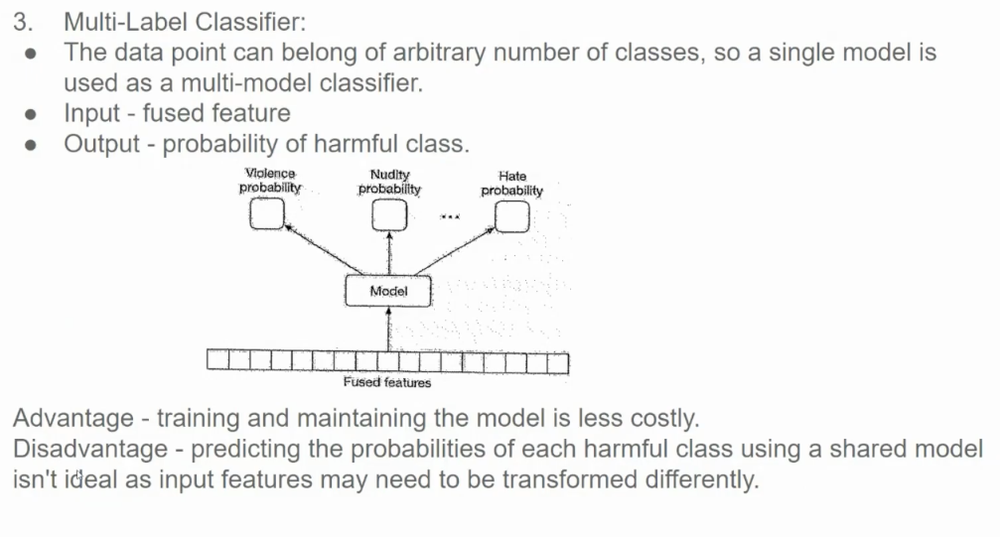 3. Multi-Label Classifier:
● The data point can belong of arbitrary number of classes, so a single model is
used as a multi-model classifier.
● Input - fused feature
● Output - probability of harmful class.
Violence
probability
Nudity
probability
...
Hate
probability
Model
Fused features
Advantage - training and maintaining the model is less costly.
Disadvantage - predicting the probabilities of each harmful class using a shared model
isn't ideal as input features may need to be transformed differently.